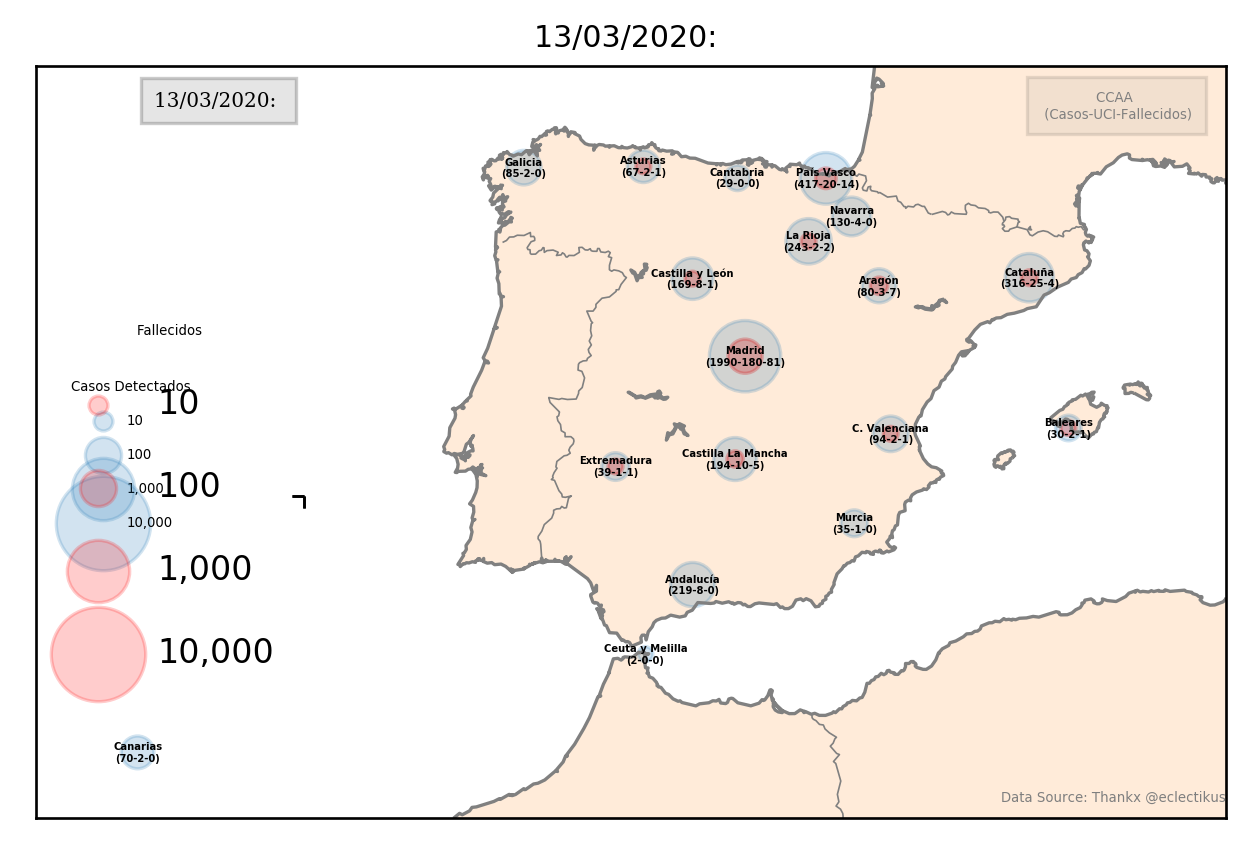 13/03/2020:
13/03/2020:
CCAA
(Casos-UCI-Fallecidos)
Galicia
(85-2-0)
Asturias
(67-2-1)
Cantabria
(29-0-0)
País Vasco
(417-20-14)
Navarra
(130-4-0)
La Rioja
(243-2-2)
Castilla y León
(169-8-1)
Aragón
(80-3-7)
Cataluña
(316-25-4)
Madrid
(1990-180-81)
Fallecidos
Casos Detectados
10
10
100
1,000
100
10,000
1,000
10,000
C. Valenciana
(94-2-1)
Baleares
(30-2-1)
Castilla La Mancha
(194-10-5)
Extremadura
(39-1-1)
Murcia
(35-1-0)
Andalucía
(219-8-0)
Ceuta y Melilla
(2-0-0)
Canarias
(70-2-0)
Data Source: Thankx @eclectikus